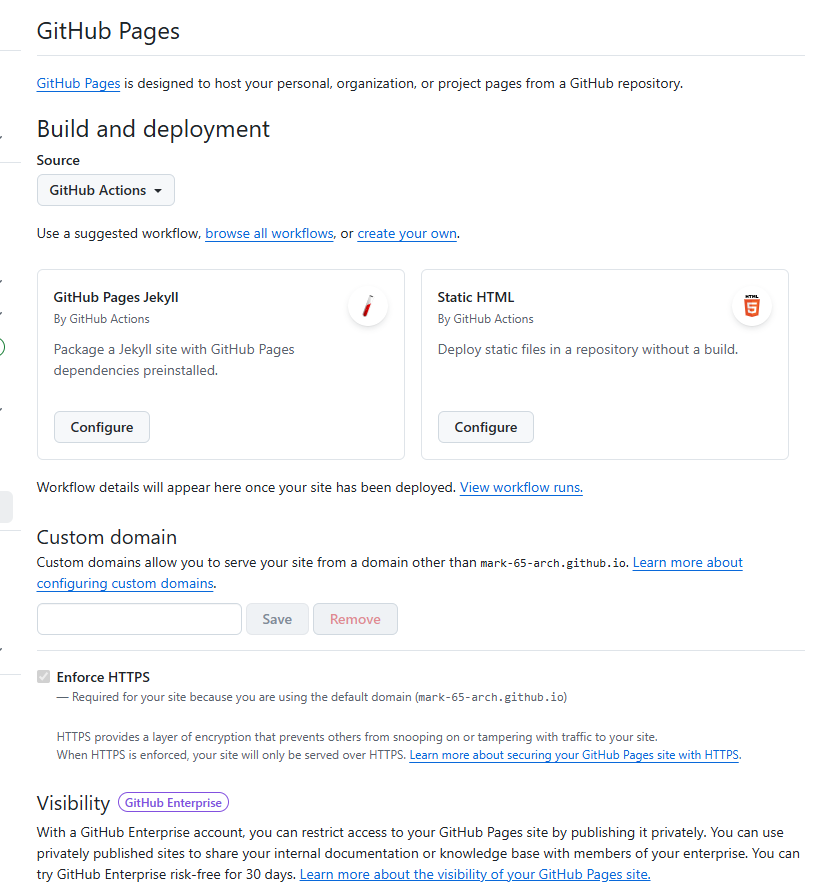 GitHub Pages
GitHub Pages is designed to host your personal, organization, or project pages from a GitHub repository.
Build and deployment
Source
GitHub Actions
Use a suggested workflow, browse all workflows, or create your own.
GitHub Pages Jekyll
By GitHub Actions
Package a Jekyll site with GitHub Pages
dependencies preinstalled.
Configure
Static HTML
By GitHub Actions
Deploy static files in a repository without a build.
Configure
HTML
5
Workflow details will appear here once your site has been deployed. View workflow runs.
Custom domain
Custom domains allow you to serve your site from a domain other than mark-65-arch.github.io. Learn more about
configuring custom domains.
Save
Remove
Enforce HTTPS
— Required for your site because you are using the default domain (mark-65-arch.github.io)
HTTPS provides a layer of encryption that prevents others from snooping on or tampering with traffic to your site.
When HTTPS is enforced, your site will only be served over HTTPS. Learn more about securing your GitHub Pages site with HTTPS.
Visibility GitHub Enterprise
With a GitHub Enterprise account, you can restrict access to your GitHub Pages site by publishing it privately. You can use
privately published sites to share your internal documentation or knowledge base with members of your enterprise. You can
try GitHub Enterprise risk-free for 30 days. Learn more about the visibility of your GitHub Pages site.